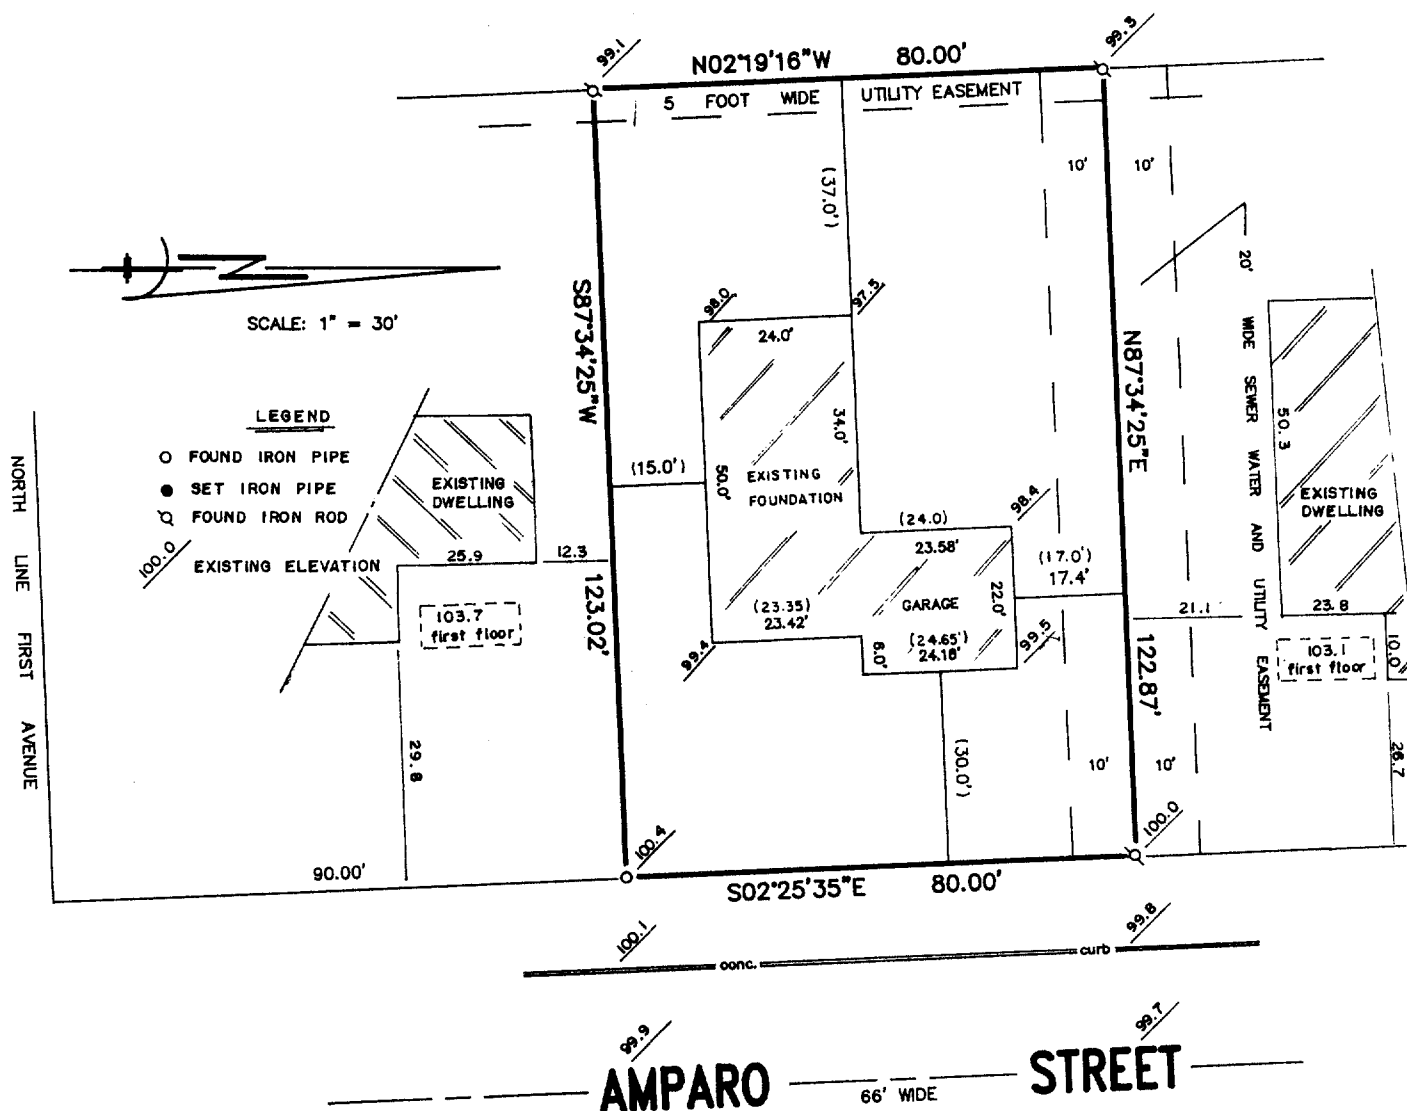 99.1
99.3
N02°19'16"W 80.00'
5 FOOT WIDE UTILITY EASEMENT
10' 10'
(37.0')
20' WIDE SEWER WATER AND UTILITY EASEMENT
SCALE: 1" = 30'
S87°34'25"W
123.02'
N87°34'25"E
122.87'
98.0
97.5
24.0'
34.0'
50.0'
EXISTING
FOUNDATION
(15.0')
LEGEND
FOUND IRON PIPE
SET IRON PIPE
FOUND IRON ROD
100.0
EXISTING ELEVATION
NORTH LINE FIRST AVENUE
EXISTING
DWELLING
25.9
12.3
103.7
first floor
29.8
98.4
(24.0)
23.58'
(17.0')
17.4'
22.0'
GARAGE
(23.35)
23.42'
(24.65')
24.18'
99.4
99.5
(30.0')
50.3
EXISTING
DWELLING
21.1
23.8
103.1
first floor
10.0
26.7
10' 10'
100.4
100.0
90.00'
S02°25'35"E 80.00'
100.1
99.8
conc. curb
99.9
99.7
AMPARO STREET
66' WIDE